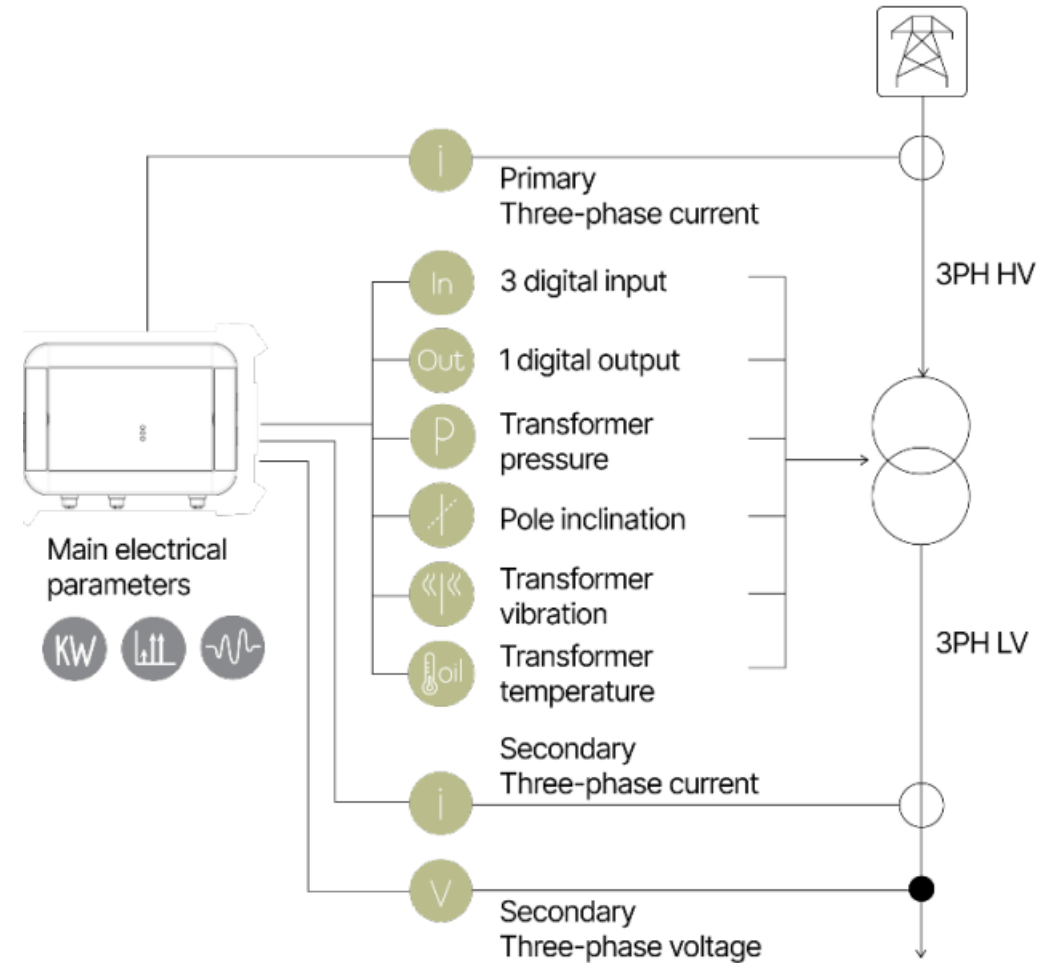 i
Primary
Three-phase current
In
3 digital input
3PH HV
Out
1 digital output
P
Transformer
pressure
Pole inclination
Main electrical
parameters
KW
Transformer
vibration
oil
Transformer
temperature
3PH LV
i
Secondary
Three-phase current
V
Secondary
Three-phase voltage